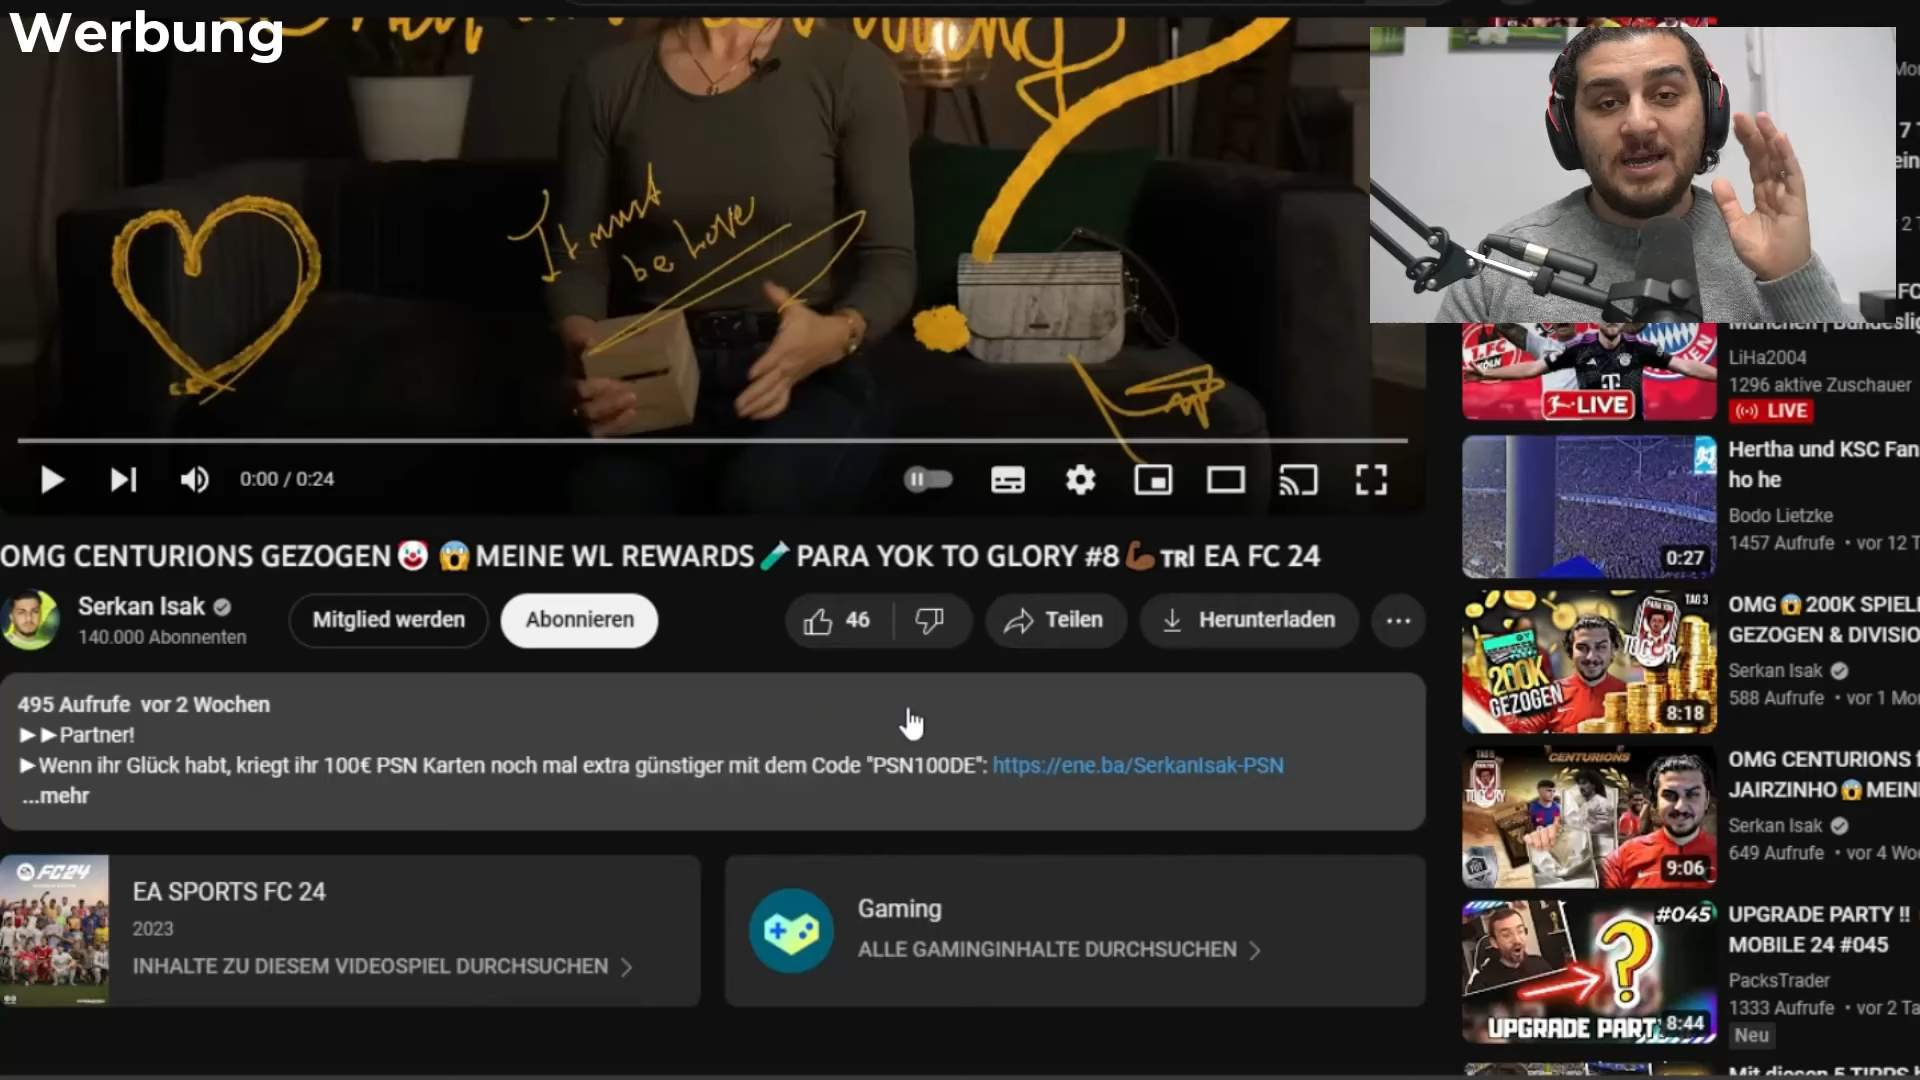 Werbung
It must
be Love
0:00 / 0:24
OMG CENTURIONS GEZOGEN🤡 😱MEINE WL REWARDS🧪PARA YOK TO GLORY #8💪🏾TRİ EA FC 24
Serkan Isak
140.000 Abonnenten
Mitglied werden
Abonnieren
46
Teilen
Herunterladen
495 Aufrufe vor 2 Wochen
►►Partner!
►Wenn ihr Glück habt, kriegt ihr 100€ PSN Karten noch mal extra günstiger mit dem Code "PSN100DE": https://ene.ba/SerkanIsak-PSN
...mehr
FC24
EA SPORTS FC 24
2023
INHALTE ZU DIESEM VIDEOSPIEL DURCHSUCHEN
Gaming
ALLE GAMINGINHALTE DURCHSUCHEN
LiHa2004
1296 aktive Zuschauer
LIVE
LIVE
Hertha und KSC Fan
ho he
Bodo Lietzke
1457 Aufrufe • vor 12 T
0:27
OMG😱200K SPIEL
GEZOGEN & DIVISIO
Serkan Isak
588 Aufrufe • vor 1 Mo
TAG 3
PARA YOK
TO GLORY
200K
GEZOGEN
8:18
OMG CENTURIONS
JAIRZINHO😱MEIN
Serkan Isak
649 Aufrufe • vor 4 Wo
CENTURIONS
9:06
UPGRADE PARTY !!
MOBILE 24 #045
PacksTrader
1333 Aufrufe • vor 2 Ta
Neu
#045
UPGRADE PART
8:44